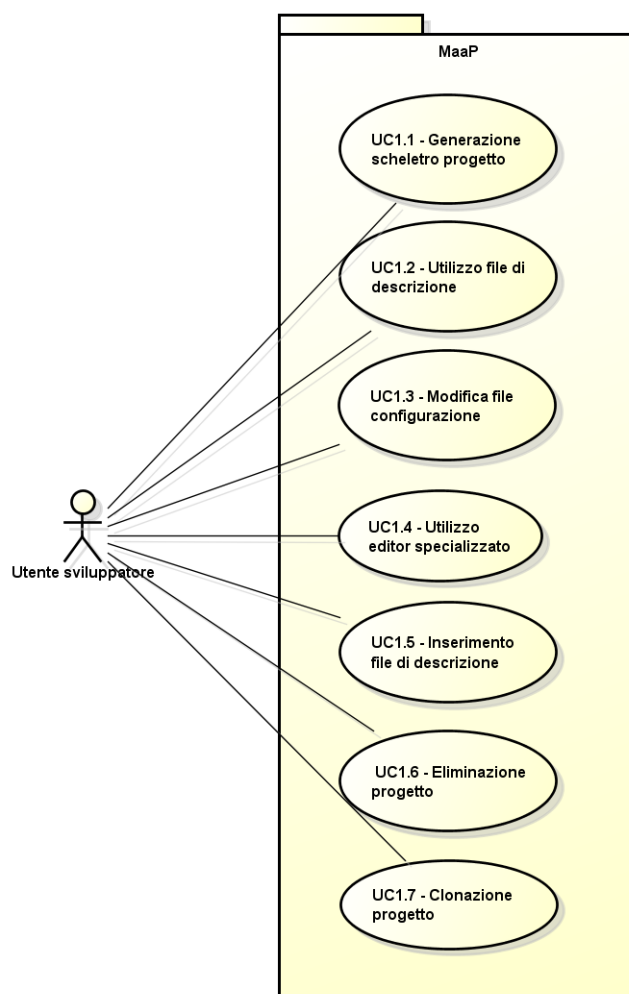 MaaP
UC1.1 - Generazione
scheletro progetto
UC1.2 - Utilizzo file di
descrizione
UC1.3 - Modifica file
configurazione
UC1.4 - Utilizzo
editor specializzato
Utente sviluppatore
UC1.5 - Inserimento
file di descrizione
UC1.6 - Eliminazione
progetto
UC1.7 - Clonazione
progetto